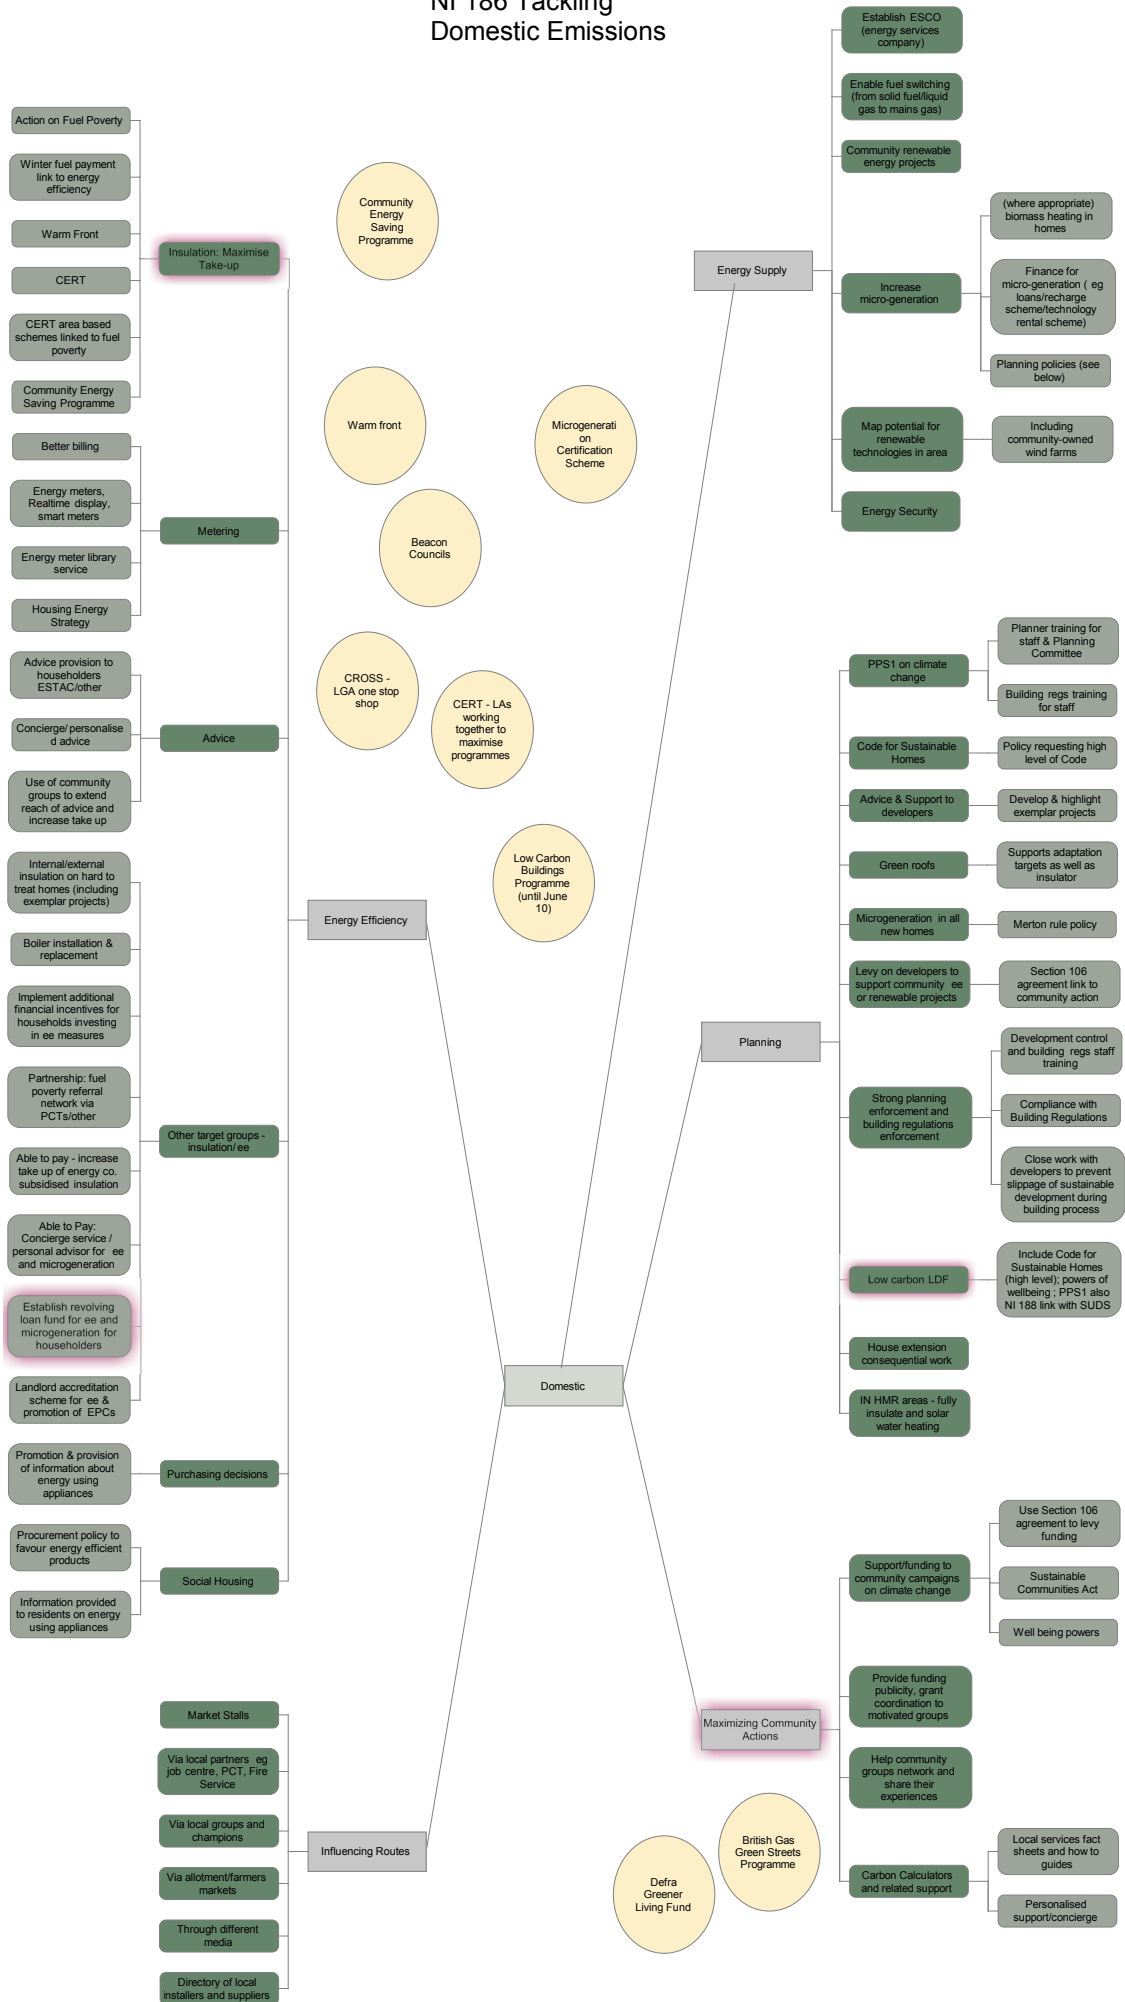 NI 186 Tackling
Domestic Emissions
Action on Fuel Poverty
Winter fuel payment
link to energy
efficiency
Warm Front
CERT
CERT area based
schemes linked to fuel
poverty
Community Energy
Saving Programme
Insulation: Maximise
Take-up
Better billing
Energy meters,
Realtime display,
smart meters
Energy meter library
service
Housing Energy
Strategy
Metering
Advice provision to
householders
ESTAC/other
Concierge/ personalise
d advice
Use of community
groups to extend
reach of advice and
increase take up
Advice
Internal/external
insulation on hard to
treat homes (including
exemplar projects)
Boiler installation &
replacement
Implement additional
financial incentives for
households investing
in ee measures
Partnership: fuel
poverty referral
network via
PCTs/other
Able to pay - increase
take up of energy co.
subsidised insulation
Able to Pay:
Concierge service /
personal advisor for ee
and microgeneration
Establish revolving
loan fund for ee and
microgeneration for
householders
Landlord accreditation
scheme for ee &
promotion of EPCs
Other target groups -
insulation/ ee
Promotion & provision
of information about
energy using
appliances
Purchasing decisions
Procurement policy to
favour energy efficient
products
Information provided
to residents on energy
using appliances
Social Housing
Energy Efficiency
Market Stalls
Via local partners eg
job centre, PCT, Fire
Service
Via local groups and
champions
Via allotment/farmers
markets
Through different
media
Directory of local
installers and suppliers
Influencing Routes
Community
Energy
Saving
Programme
Warm front
Microgenerati
on
Certification
Scheme
Beacon
Councils
CROSS -
LGA one stop
shop
CERT - LAs
working
together to
maximise
programmes
Low Carbon
Buildings
Programme
(until June
10)
Domestic
Energy Supply
Establish ESCO
(energy services
company)
Enable fuel switching
(from solid fuel/liquid
gas to mains gas)
Community renewable
energy projects
Increase
micro-generation
(where appropriate)
biomass heating in
homes
Finance for
micro-generation ( eg
loans/recharge
scheme/technology
rental scheme)
Planning policies (see
below)
Map potential for
renewable
technologies in area
Including
community-owned
wind farms
Energy Security
Planning
PPS1 on climate
change
Planner training for
staff & Planning
Committee
Building regs training
for staff
Code for Sustainable
Homes
Policy requesting high
level of Code
Advice & Support to
developers
Develop & highlight
exemplar projects
Green roofs
Supports adaptation
targets as well as
insulator
Microgeneration in all
new homes
Merton rule policy
Levy on developers to
support community ee
or renewable projects
Section 106
agreement link to
community action
Strong planning
enforcement and
building regulations
enforcement
Development control
and building regs staff
training
Compliance with
Building Regulations
Close work with
developers to prevent
slippage of sustainable
development during
building process
Low carbon LDF
Include Code for
Sustainable Homes
(high level); powers of
wellbeing ; PPS1 also
NI 188 link with SUDS
House extension
consequential work
IN HMR areas - fully
insulate and solar
water heating
Maximizing Community
Actions
Support/funding to
community campaigns
on climate change
Use Section 106
agreement to levy
funding
Sustainable
Communities Act
Well being powers
Provide funding
publicity, grant
coordination to
motivated groups
Help community
groups network and
share their
experiences
Carbon Calculators
and related support
Local services fact
sheets and how to
guides
Personalised
support/concierge
British Gas
Green Streets
Programme
Defra
Greener
Living Fund